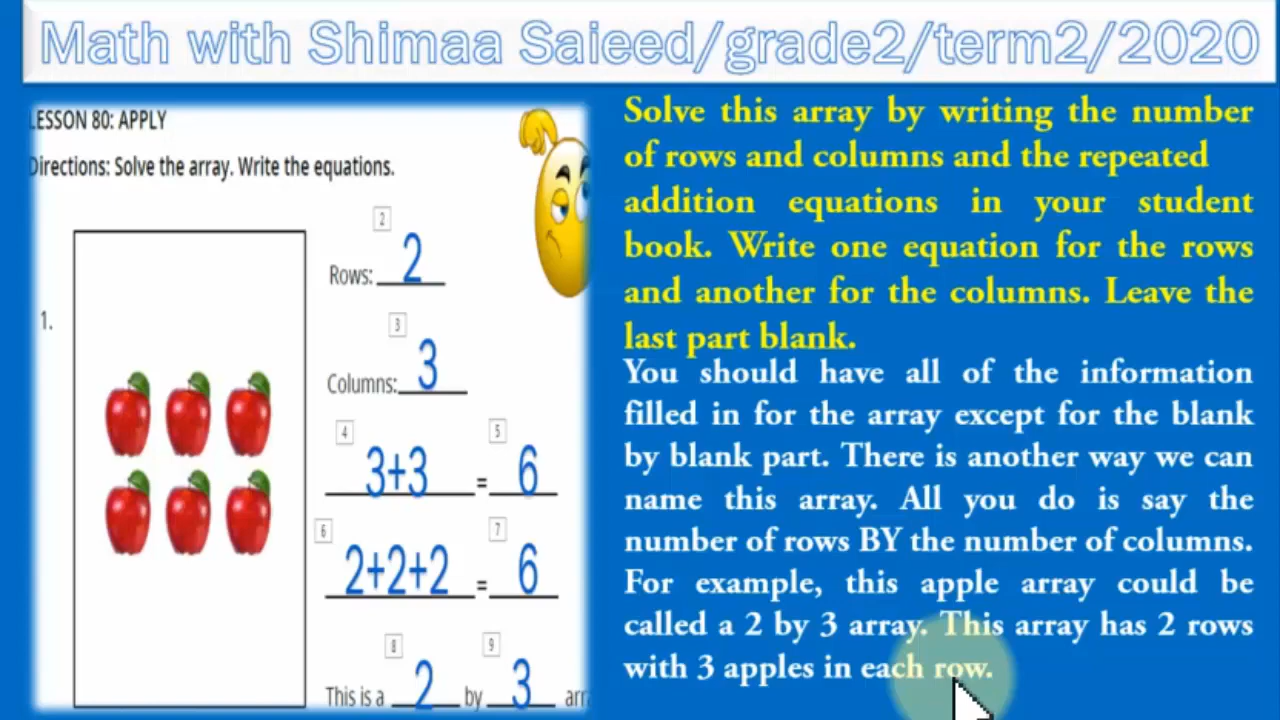 Math with Shimaa Saieed/grade2/term2/2020
LESSON 80: APPLY
Directions: Solve the array. Write the equations.
1.
2
Rows: 2
3
Columns: 3
4 5
3+3 = 6
6 7
2+2+2 = 6
8 9
This is a 2 by 3 arr
Solve this array by writing the number
of rows and columns and the repeated
addition equations in your student
book. Write one equation for the rows
and another for the columns. Leave the
last part blank.
You should have all of the information
filled in for the array except for the blank
by blank part. There is another way we can
name this array. All you do is say the
number of rows BY the number of columns.
For example, this apple array could be
called a 2 by 3 array. This array has 2 rows
with 3 apples in each row.